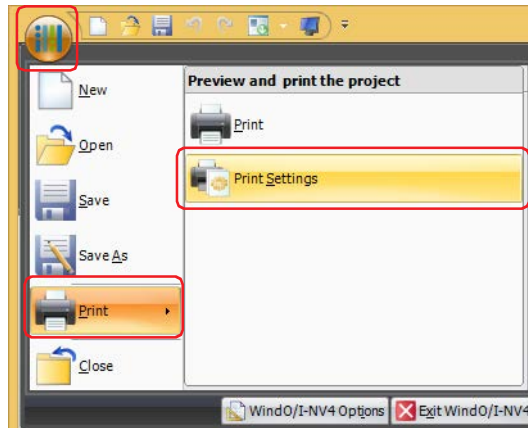 New
Open
Save
Save As
Print
Close
Preview and print the project
Print
Print Settings
WindO/I-NV4 Options
Exit WindO/I-NV4